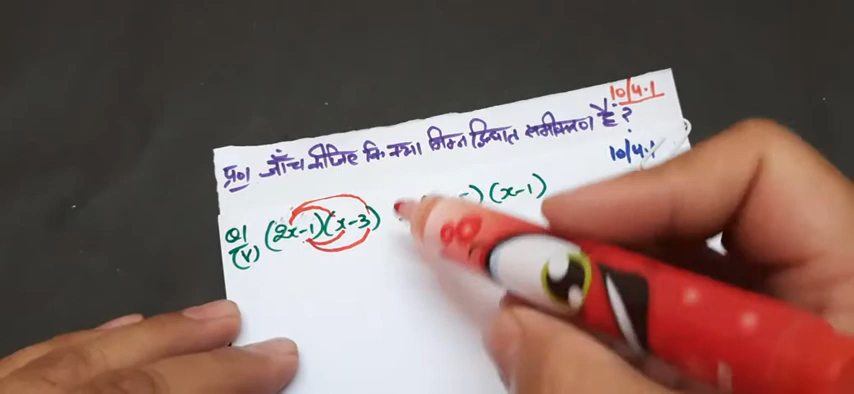 10/4.1
प्र01 जाँच कीजिए कि क्या निम्न द्विघात समीकरण हैं ?
10/4.1
Q1 (2x-1)(x-3) ) (x-1)
(V)